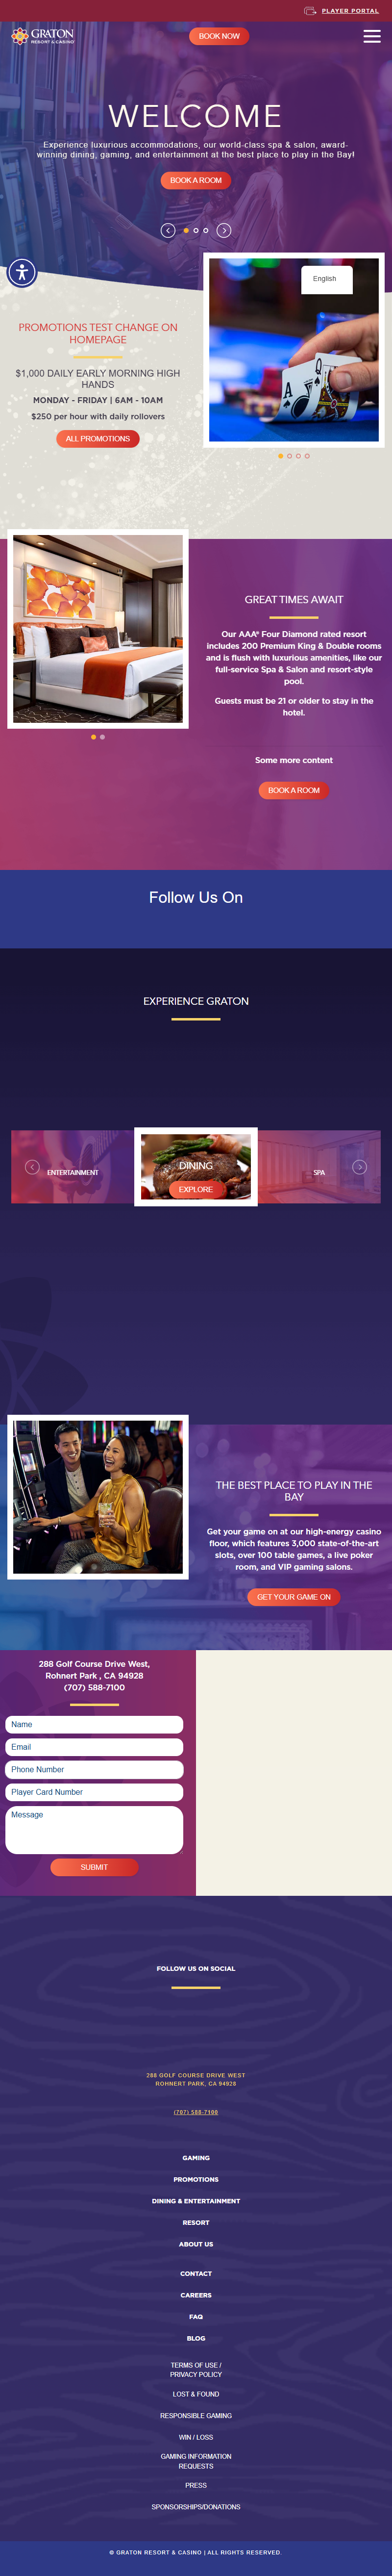 PLAYER PORTAL
GRATON
RESORT & CASINO
BOOK NOW
WELCOME
Experience luxurious accommodations, our world-class spa & salon, award-
winning dining, gaming, and entertainment at the best place to play in the Bay!
BOOK A ROOM
English
PROMOTIONS TEST CHANGE ON
HOMEPAGE
$1,000 DAILY EARLY MORNING HIGH
HANDS
MONDAY - FRIDAY | 6AM - 10AM
$250 per hour with daily rollovers
ALL PROMOTIONS
GREAT TIMES AWAIT
Our AAA® Four Diamond rated resort
includes 200 Premium King & Double rooms
and is flush with luxurious amenities, like our
full-service Spa & Salon and resort-style
pool.
Guests must be 21 or older to stay in the
hotel.
Some more content
BOOK A ROOM
Follow Us On
EXPERIENCE GRATON
ENTERTAINMENT
DINING
EXPLORE
SPA
THE BEST PLACE TO PLAY IN THE
BAY
Get your game on at our high-energy casino
floor, which features 3,000 state-of-the-art
slots, over 100 table games, a live poker
room, and VIP gaming salons.
GET YOUR GAME ON
288 Golf Course Drive West,
Rohnert Park , CA 94928
(707) 588-7100
Name
Email
Phone Number
Player Card Number
Message
SUBMIT
FOLLOW US ON SOCIAL
288 GOLF COURSE DRIVE WEST
ROHNERT PARK, CA 94928
(707) 588-7100
GAMING
PROMOTIONS
DINING & ENTERTAINMENT
RESORT
ABOUT US
CONTACT
CAREERS
FAQ
BLOG
TERMS OF USE /
PRIVACY POLICY
LOST & FOUND
RESPONSIBLE GAMING
WIN / LOSS
GAMING INFORMATION
REQUESTS
PRESS
SPONSORSHIPS/DONATIONS
© GRATON RESORT & CASINO | ALL RIGHTS RESERVED.